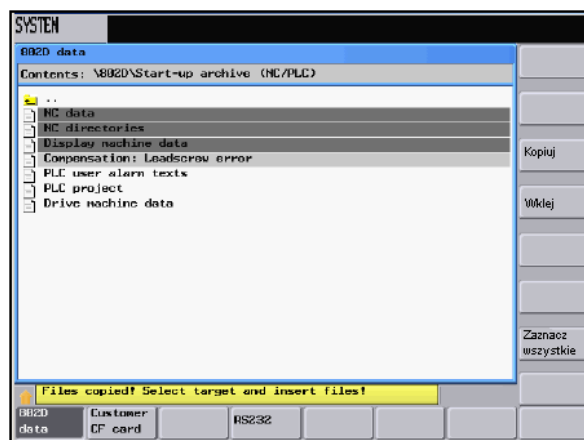 SYSTEM
802D data
Contents: \802D\Start-up archive (NC/PLC)
..
NC data
NC directories
Display machine data
Compensation: Leadscrew error
PLC user alarm texts
PLC project
Drive machine data
Kopiuj
Wklej
Zaznacz
wszystkie
Files copied! Select target and insert files!
802D
data
Customer
CF card
RS232